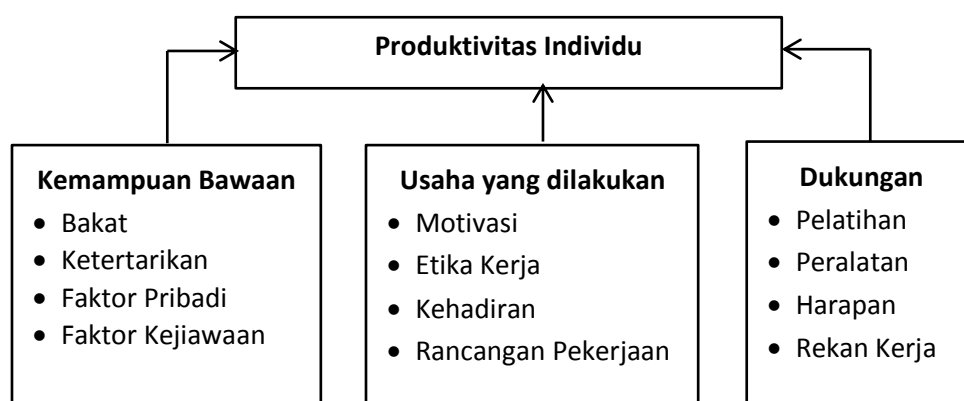 Produktivitas Individu
Kemampuan Bawaan
• Bakat
• Ketertarikan
• Faktor Pribadi
• Faktor Kejiawaan
Usaha yang dilakukan
• Motivasi
• Etika Kerja
• Kehadiran
• Rancangan Pekerjaan
Dukungan
• Pelatihan
• Peralatan
• Harapan
• Rekan Kerja